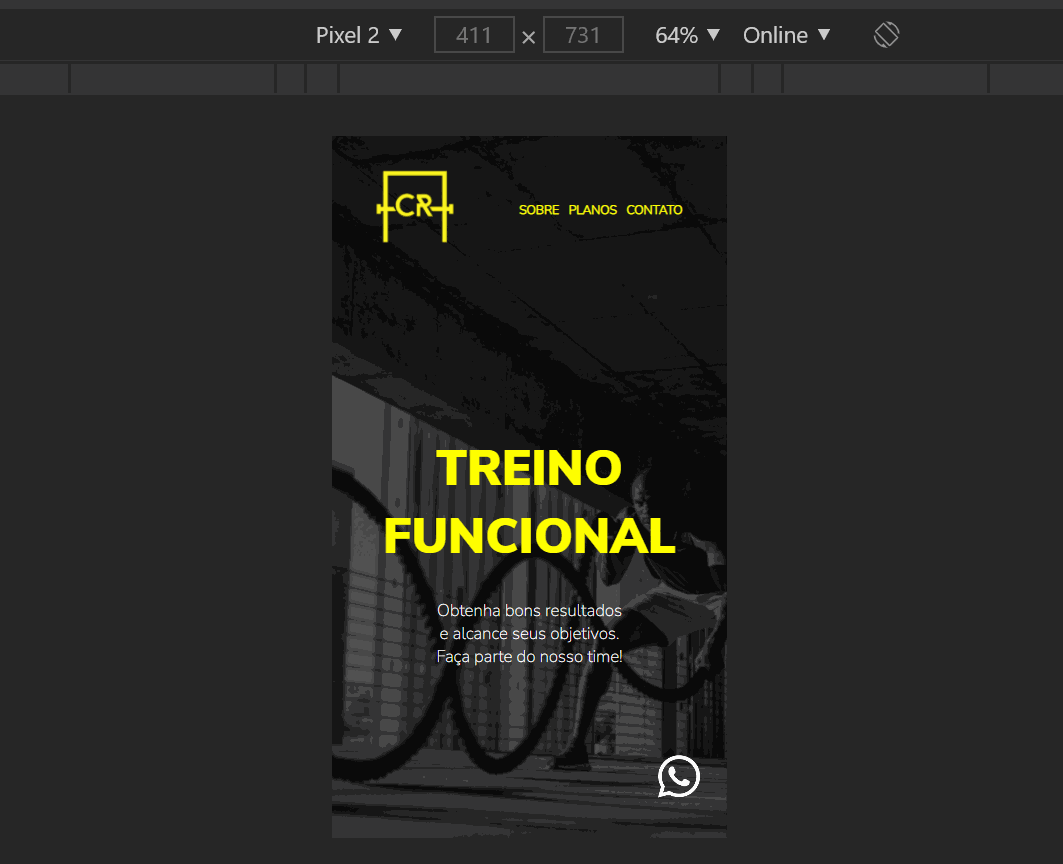 Pixel 2 ▼ 411 × 731 64% ▼ Online ▼
CR
SOBRE PLANOS CONTATO
TREINO
FUNCIONAL
Obtenha bons resultados
e alcance seus objetivos.
Faça parte do nosso time!